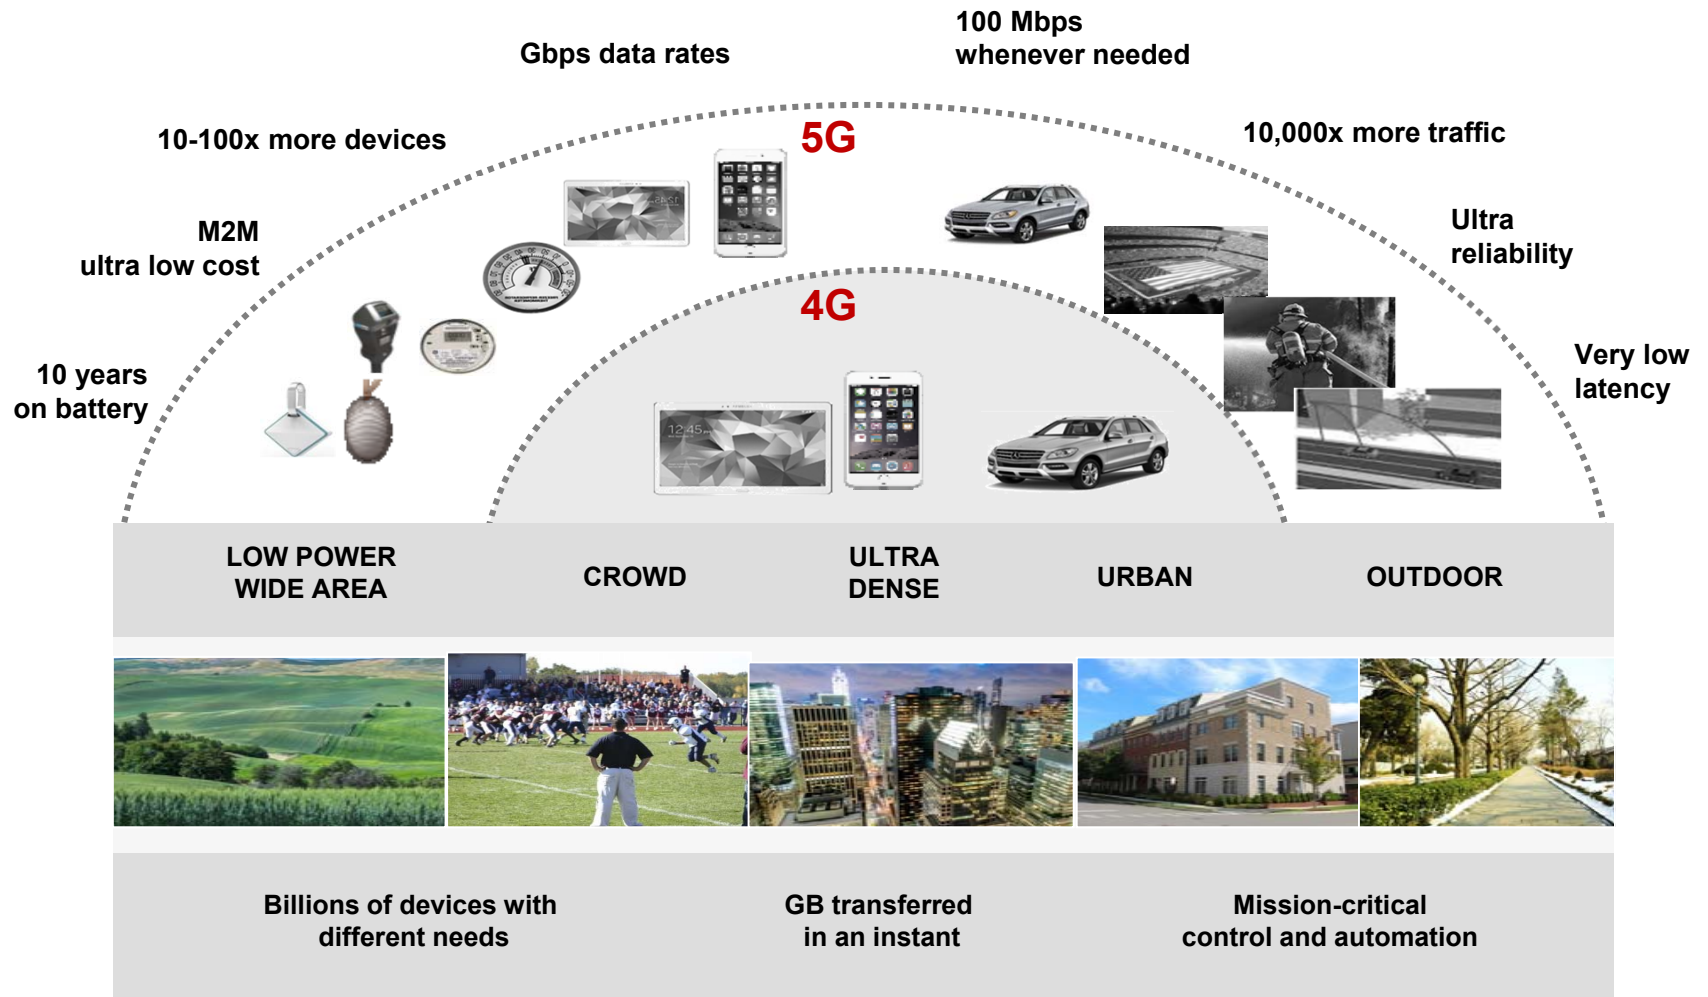 100 Mbps
whenever needed
Gbps data rates
10-100x more devices
5G
10,000x more traffic
M2M
ultra low cost
Ultra
reliability
4G
10 years
on battery
Very low
latency
12:45
LOW POWER
WIDE AREA
CROWD
ULTRA
DENSE
URBAN
OUTDOOR
Billions of devices with
different needs
GB transferred
in an instant
Mission-critical
control and automation